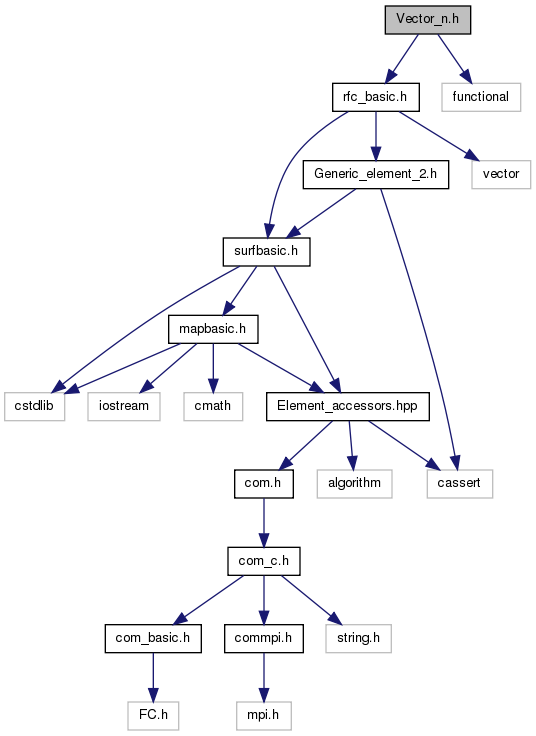 Vector_n.h
rfc_basic.h
functional
Generic_element_2.h
vector
surfbasic.h
mapbasic.h
cstdlib
iostream
cmath
Element_accessors.hpp
com.h
algorithm
cassert
com_c.h
com_basic.h
commpi.h
string.h
FC.h
mpi.h